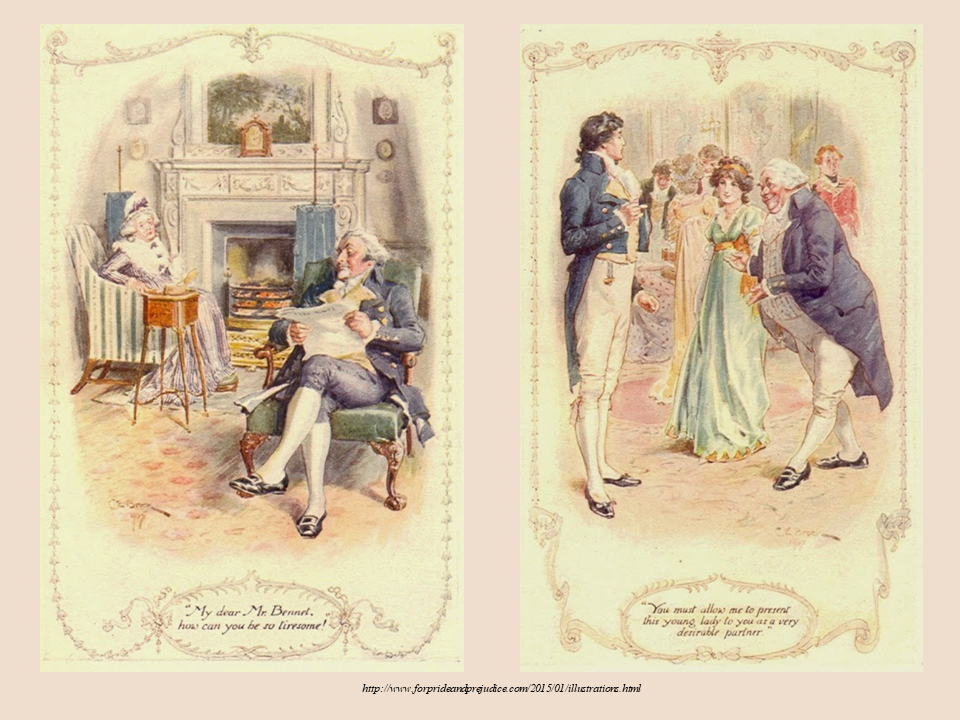 "My dear Mr. Bennet,
how can you be so tiresome!"
"You must allow me to present
this young lady to you as a very
desirable partner."
http://www.forprideandprejudice.com/2015/01/illustrations.html